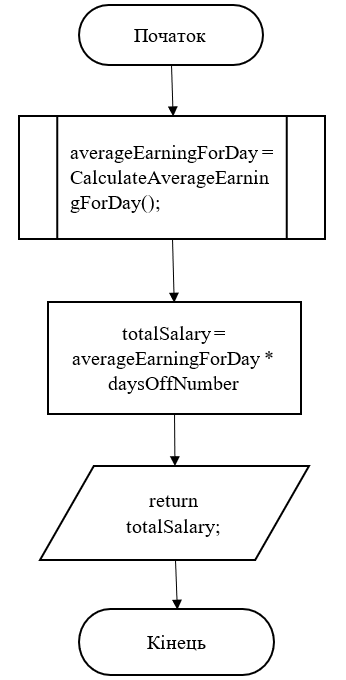 Початок
averageEarningForDay =
CalculateAverageEarnin
gForDay();
totalSalary =
averageEarningForDay *
daysOffNumber
return
totalSalary;
Кінець